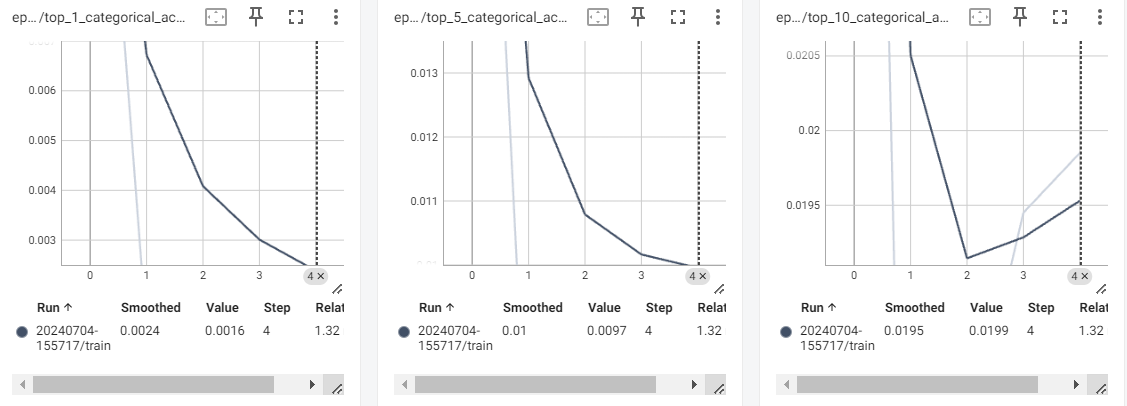 ep.../top_1_categorical_ac...
0.006
0.005
0.004
0.003
0 1 2 3 4 ×
Run ↑ Smoothed Value Step Relat
20240704-155717/train 0.0024 0.0016 4 1.32
ep.../top_5_categorical_ac...
0.013
0.012
0.011
0 1 2 3 4 ×
Run ↑ Smoothed Value Step Relat
20240704-155717/train 0.01 0.0097 4 1.32
ep.../top_10_categorical_a...
0.0205
0.02
0.0195
0 1 2 3 4 ×
Run ↑ Smoothed Value Step Relat
20240704-155717/train 0.0195 0.0199 4 1.32